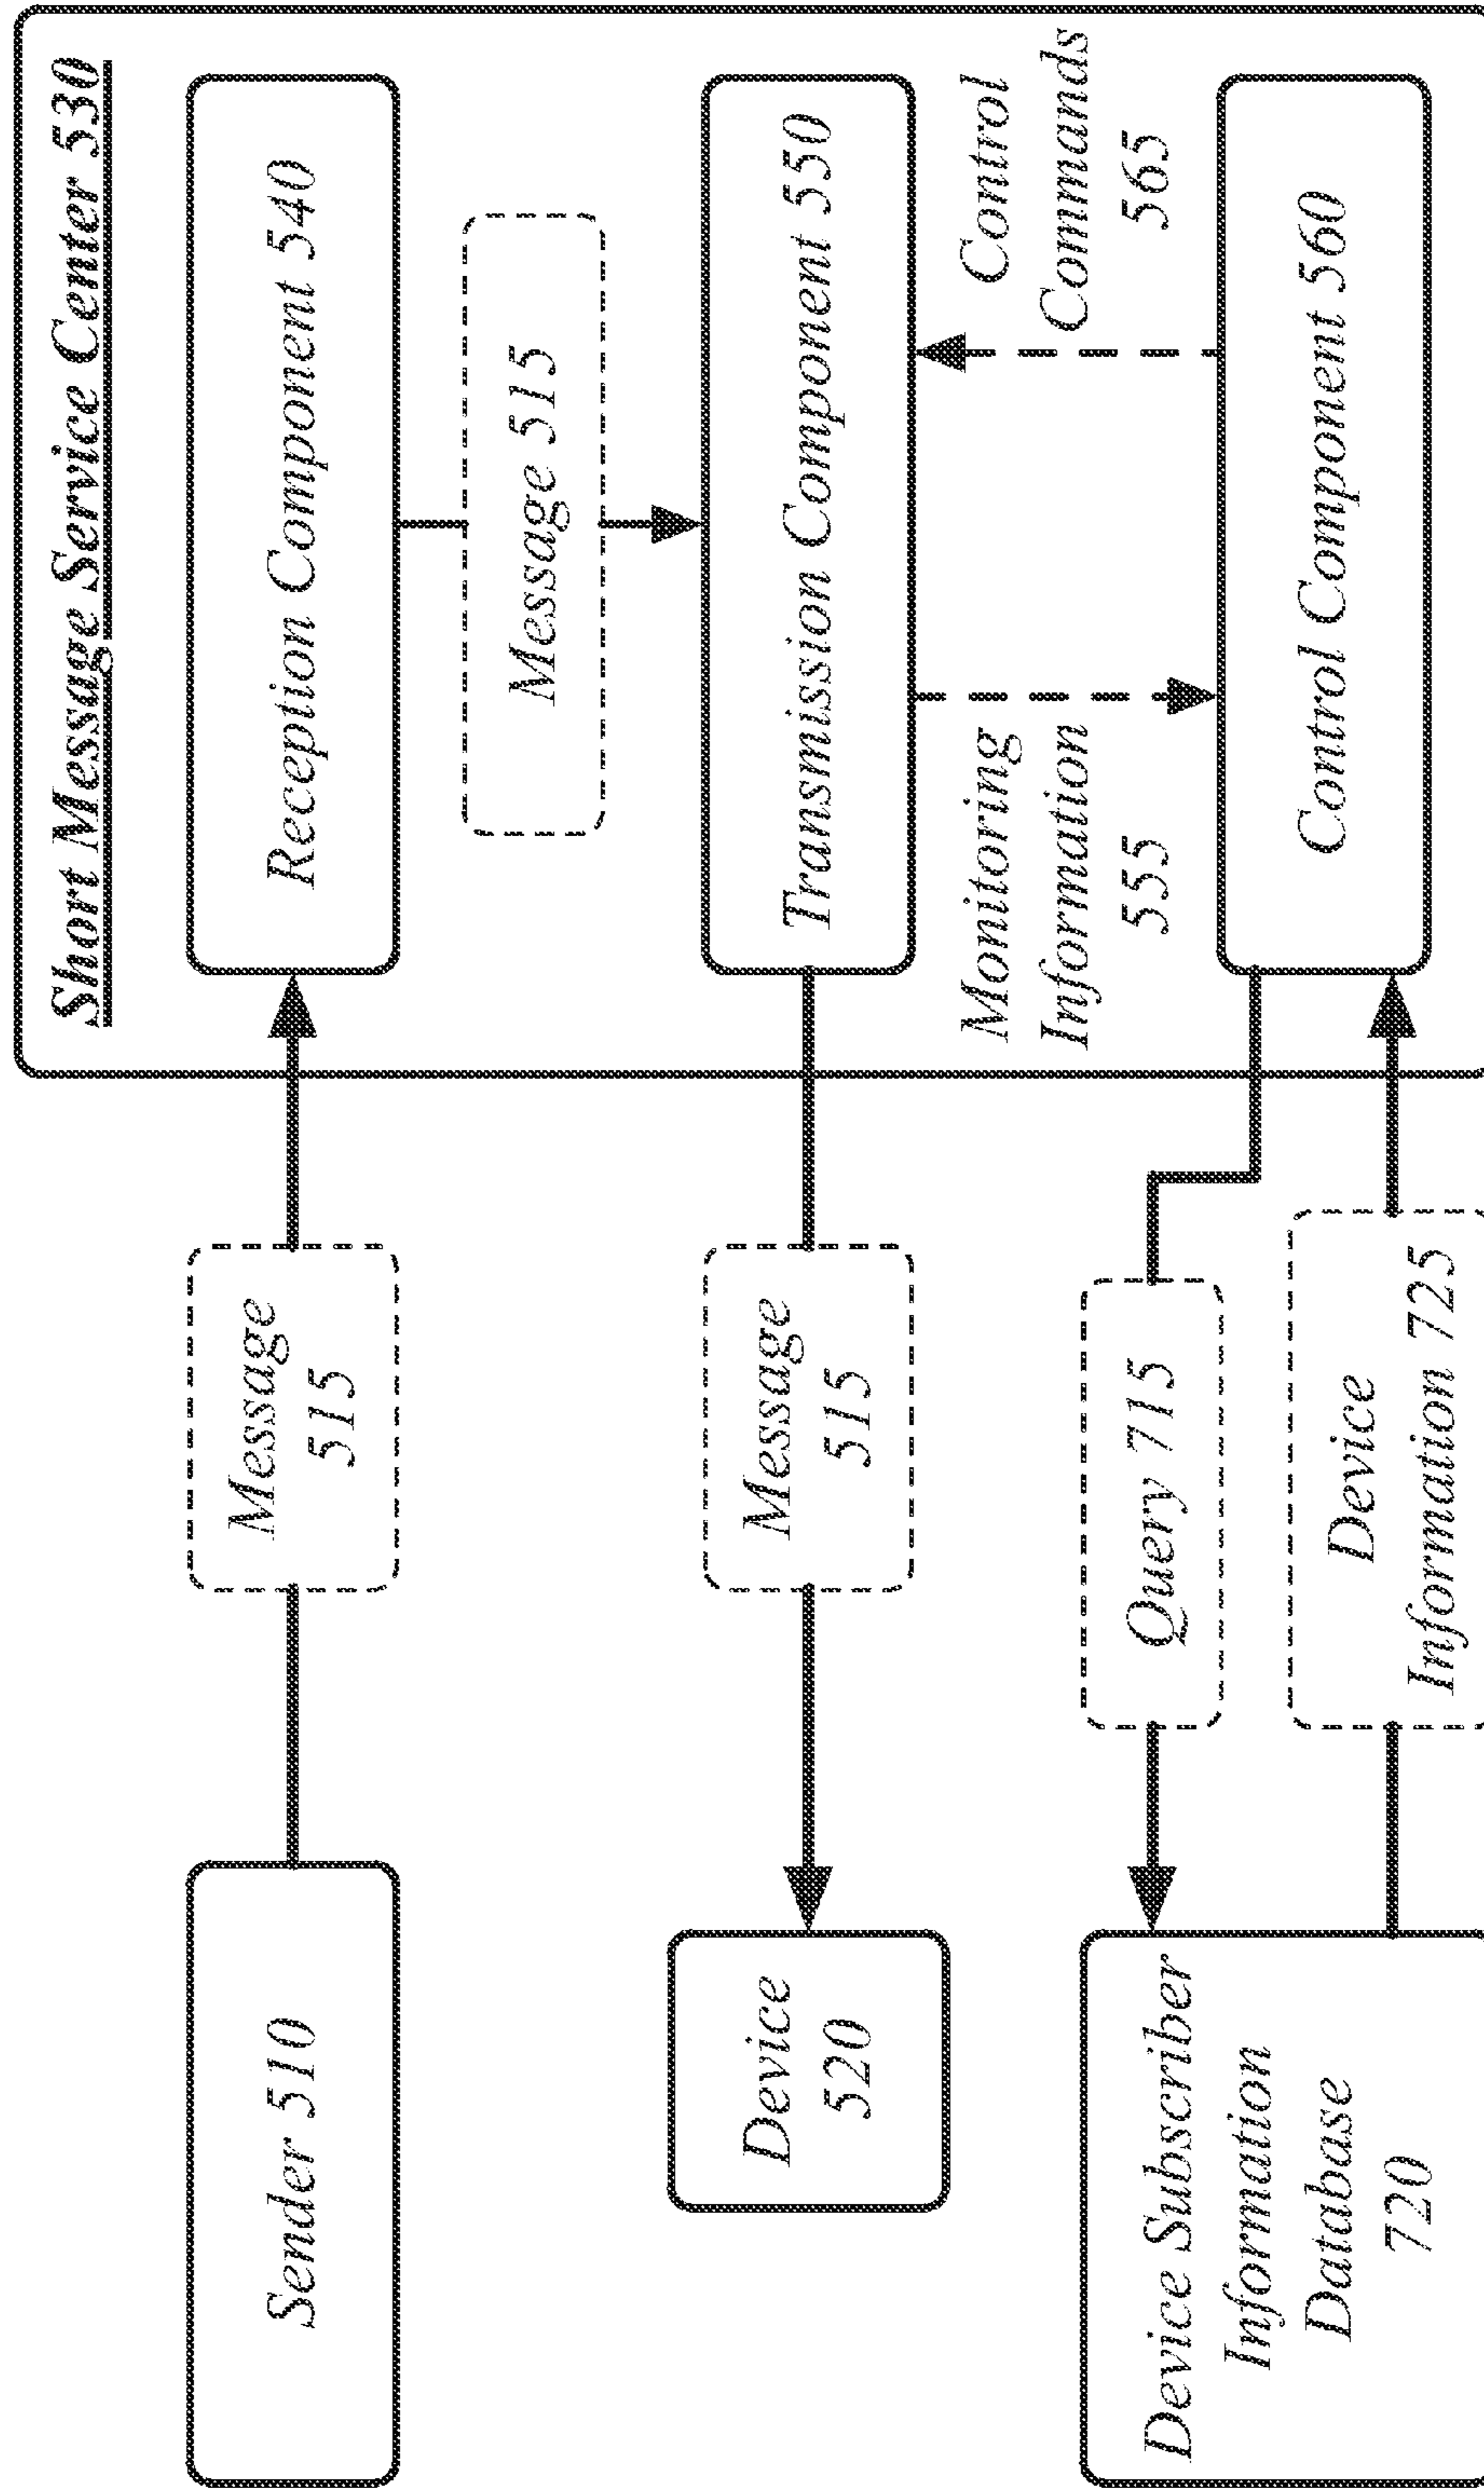 Short Message Service Center 530
Sender 510
Message
515
Reception Component 540
Message 515
Device
520
Message
515
Transmission Component 550
Monitoring
Information
555
Control
Commands
565
Device Subscriber
Information
Database
720
Query 715
Device
Information 725
Control Component 560